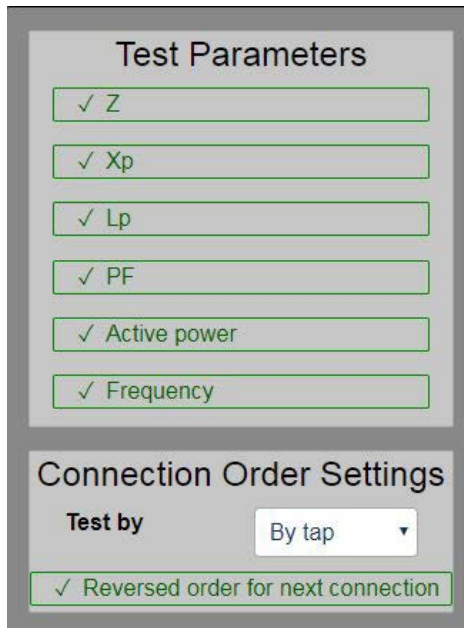 Test Parameters
✓ Z
✓ Xp
✓ Lp
✓ PF
✓ Active power
✓ Frequency
Connection Order Settings
Test by By tap
✓ Reversed order for next connection